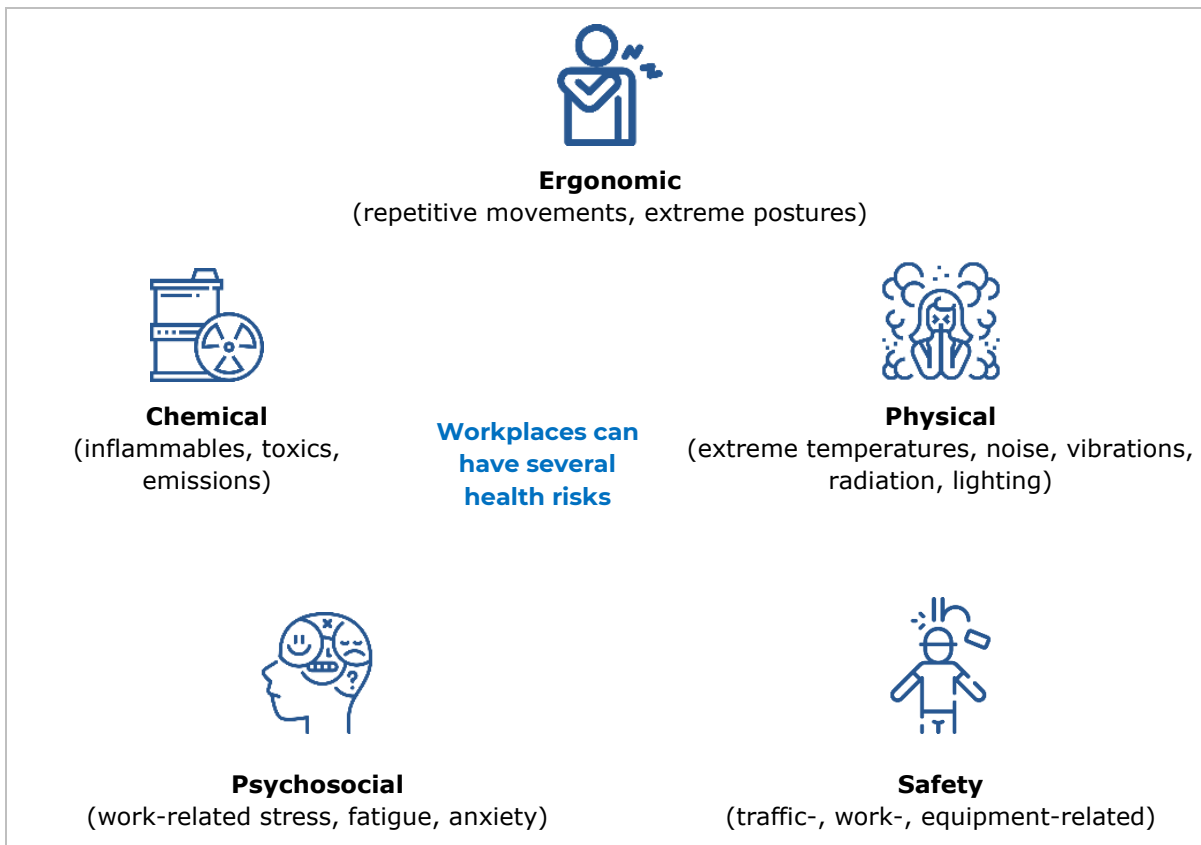 Ergonomic
(repetitive movements, extreme postures)
Chemical
(inflammables, toxics,
emissions)
Workplaces can
have several
health risks
Physical
(extreme temperatures, noise, vibrations,
radiation, lighting)
Psychosocial
(work-related stress, fatigue, anxiety)
Safety
(traffic-, work-, equipment-related)